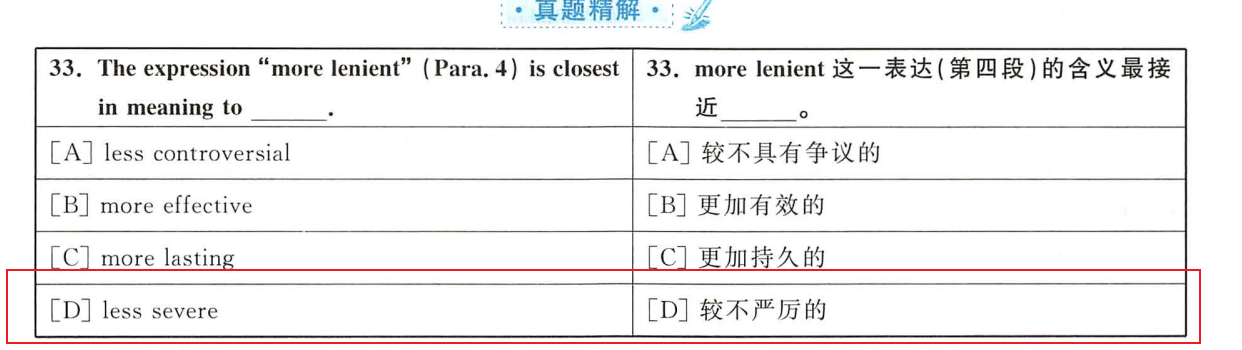 ·真题精解·
33. The expression “more lenient” (Para. 4) is closest
in meaning to ______.
33. more lenient 这一表达(第四段)的含义最接
近______。
[A] less controversial
[A] 较不具有争议的
[B] more effective
[B] 更加有效的
[C] more lasting
[C] 更加持久的
[D] less severe
[D] 较不严厉的